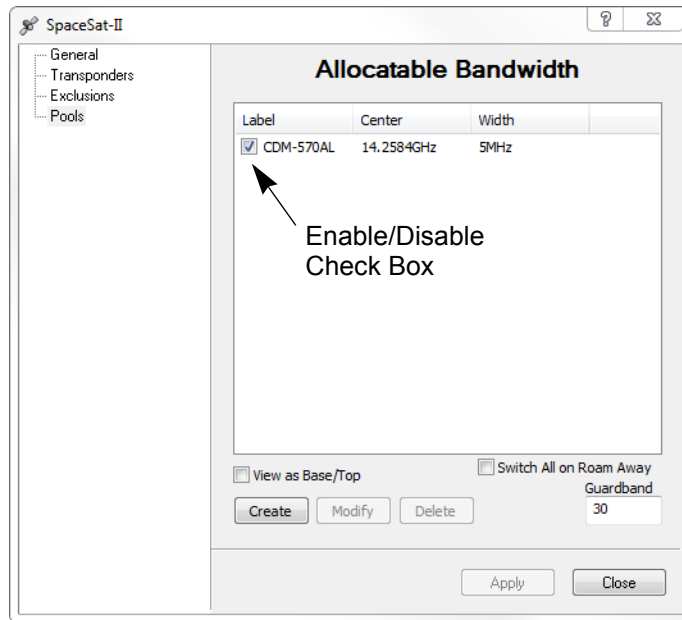 SpaceSat-II
General
Transponders
Exclusions
Pools
Allocatable Bandwidth
Label Center Width
CDM-570AL 14.2584GHz 5MHz
Enable/Disable
Check Box
View as Base/Top
Switch All on Roam Away
Guardband
Create Modify Delete 30
Apply Close